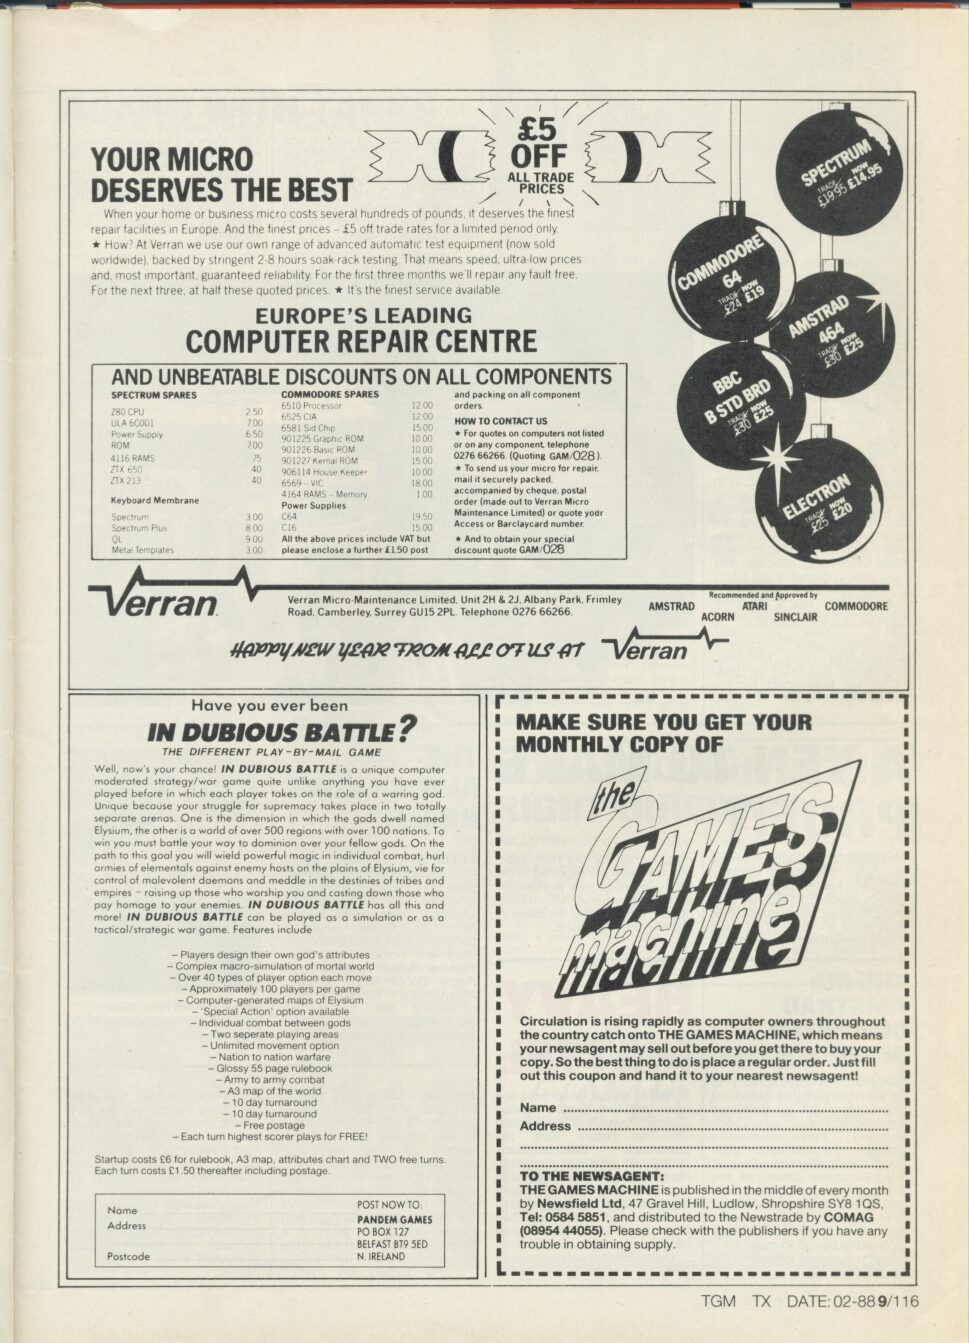 YOUR MICRO
DESERVES THE BEST
£5
OFF
ALL TRADE
PRICES
When your home or business micro costs several hundreds of pounds, it deserves the finest
repair facilities in Europe. And the finest prices – £5 off trade rates for a limited period only.
★ How? At Verran we use our own range of advanced automatic test equipment (now sold
worldwide), backed by stringent 2-8 hours soak-rack testing. That means speed, ultra-low prices
and, most important, guaranteed reliability. For the first three months we'll repair any fault free.
For the next three, at half these quoted prices. ★ It's the finest service available.
SPECTRUM
TRADE NOW
£19.95 £14.95
COMMODORE
64
TRADE NOW
£24 £19
AMSTRAD
464
TRADE NOW
£30 £25
BBC
B STD BRD
TRADE NOW
£30 £25
ELECTRON
TRADE NOW
£25 £20
EUROPE'S LEADING
COMPUTER REPAIR CENTRE
AND UNBEATABLE DISCOUNTS ON ALL COMPONENTS
SPECTRUM SPARES
Z80 CPU 2.50
ULA 6C001 7.00
Power Supply 6.50
ROM 7.00
4116 RAMS 75
ZTX 650 40
ZTX 213 40
Keyboard Membrane
Spectrum 3.00
Spectrum Plus 8.00
QL 9.00
Metal Templates 3.00
COMMODORE SPARES
6510 Processor 12.00
6525 CIA 12.00
6581 Sid Chip 15.00
901225 Graphic ROM 10.00
901226 Basic ROM 10.00
901227 Kernal ROM 15.00
906114 House Keeper 10.00
6569 – VIC 18.00
4164 RAMS – Memory 1.00
Power Supplies
C64 19.50
C16 15.00
All the above prices include VAT but
please enclose a further £1.50 post
and packing on all component
orders.
HOW TO CONTACT US
★ For quotes on computers not listed
or on any component, telephone
0276 66266. (Quoting GAM/028).
★ To send us your micro for repair,
mail it securely packed,
accompanied by cheque, postal
order (made out to Verran Micro
Maintenance Limited) or quote your
Access or Barclaycard number.
★ And to obtain your special
discount quote GAM/028
Verran
Verran Micro-Maintenance Limited, Unit 2H & 2J, Albany Park, Frimley
Road, Camberley, Surrey GU15 2PL. Telephone 0276 66266.
Recommended and Approved by
AMSTRAD ATARI COMMODORE
ACORN SINCLAIR
HAPPY NEW YEAR FROM ALL OF US AT Verran
Have you ever been
IN DUBIOUS BATTLE?
THE DIFFERENT PLAY-BY-MAIL GAME
Well, now's your chance! IN DUBIOUS BATTLE is a unique computer
moderated strategy/war game quite unlike anything you have ever
played before in which each player takes on the role of a warring god.
Unique because your struggle for supremacy takes place in two totally
separate arenas. One is the dimension in which the gods dwell named
Elysium, the other is a world of over 500 regions with over 100 nations. To
win you must battle your way to dominion over your fellow gods. On the
path to this goal you will wield powerful magic in individual combat, hurl
armies of elementals against enemy hosts on the plains of Elysium, vie for
control of malevolent daemons and meddle in the destinies of tribes and
empires – raising up those who worship you and casting down those who
pay homage to your enemies. IN DUBIOUS BATTLE has all this and
more! IN DUBIOUS BATTLE can be played as a simulation or as a
tactical/strategic war game. Features include
– Players design their own god's attributes
– Complex macro-simulation of mortal world
– Over 40 types of player option each move
– Approximately 100 players per game
– Computer-generated maps of Elysium
– 'Special Action' option available
– Individual combat between gods
– Two seperate playing areas
– Unlimited movement option
– Nation to nation warfare
– Glossy 55 page rulebook
– Army to army combat
– A3 map of the world
– 10 day turnaround
– 10 day turnaround
– Free postage
– Each turn highest scorer plays for FREE!
Startup costs £6 for rulebook, A3 map, attributes chart and TWO free turns.
Each turn costs £1.50 thereafter including postage.
Name
Address
Postcode
POST NOW TO:
PANDEM GAMES
PO BOX 127
BELFAST BT9 5ED
N. IRELAND
MAKE SURE YOU GET YOUR
MONTHLY COPY OF
the
GAMES
machine
Circulation is rising rapidly as computer owners throughout
the country catch onto THE GAMES MACHINE, which means
your newsagent may sell out before you get there to buy your
copy. So the best thing to do is place a regular order. Just fill
out this coupon and hand it to your nearest newsagent!
Name
Address
TO THE NEWSAGENT:
THE GAMES MACHINE is published in the middle of every month
by Newsfield Ltd, 47 Gravel Hill, Ludlow, Shropshire SY8 1QS,
Tel: 0584 5851, and distributed to the Newstrade by COMAG
(08954 44055). Please check with the publishers if you have any
trouble in obtaining supply.
TGM TX DATE: 02-88 9/116